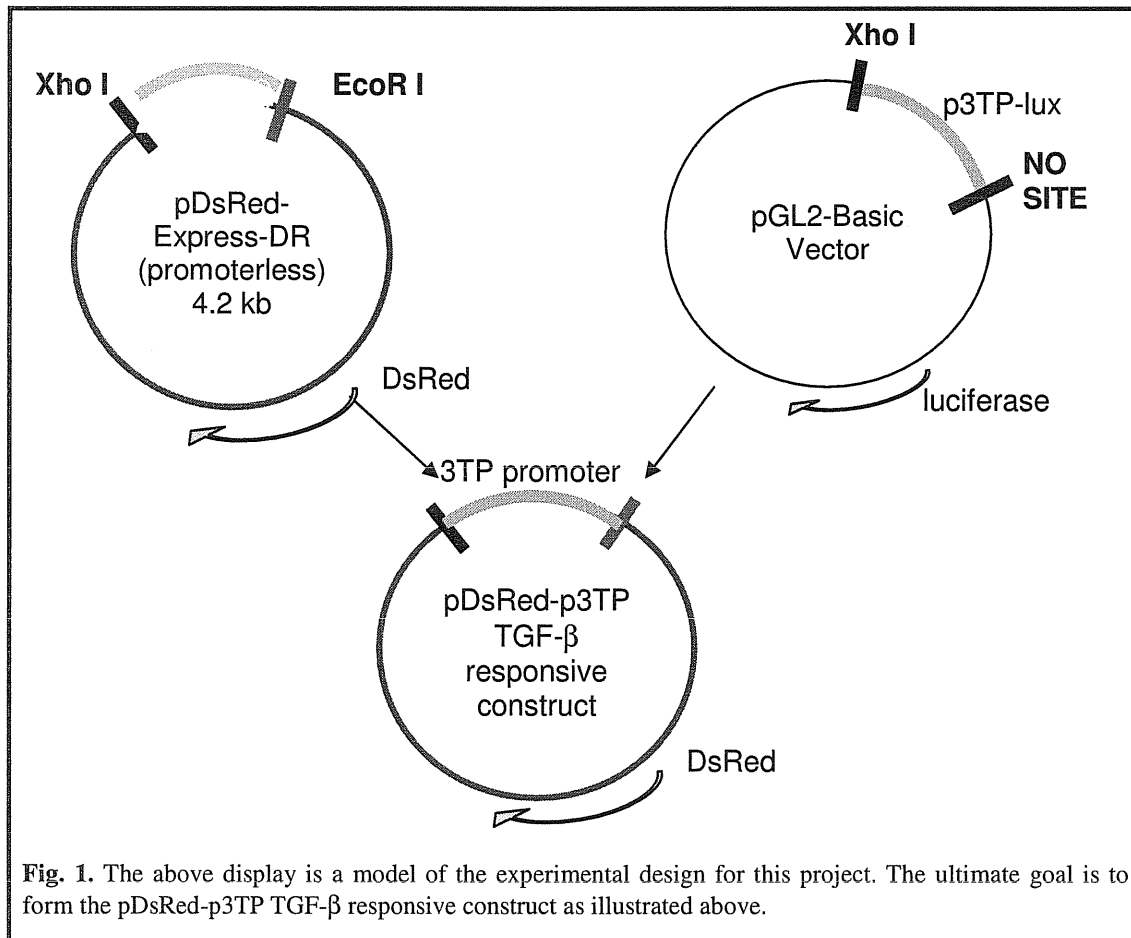 Xho I
EcoR I
pDsRed-
Express-DR
(promoterless)
4.2 kb
DsRed
Xho I
p3TP-lux
NO
SITE
pGL2-Basic
Vector
luciferase
3TP promoter
pDsRed-p3TP
TGF-β
responsive
construct
DsRed
Fig. 1. The above display is a model of the experimental design for this project. The ultimate goal is to
form the pDsRed-p3TP TGF-β responsive construct as illustrated above.